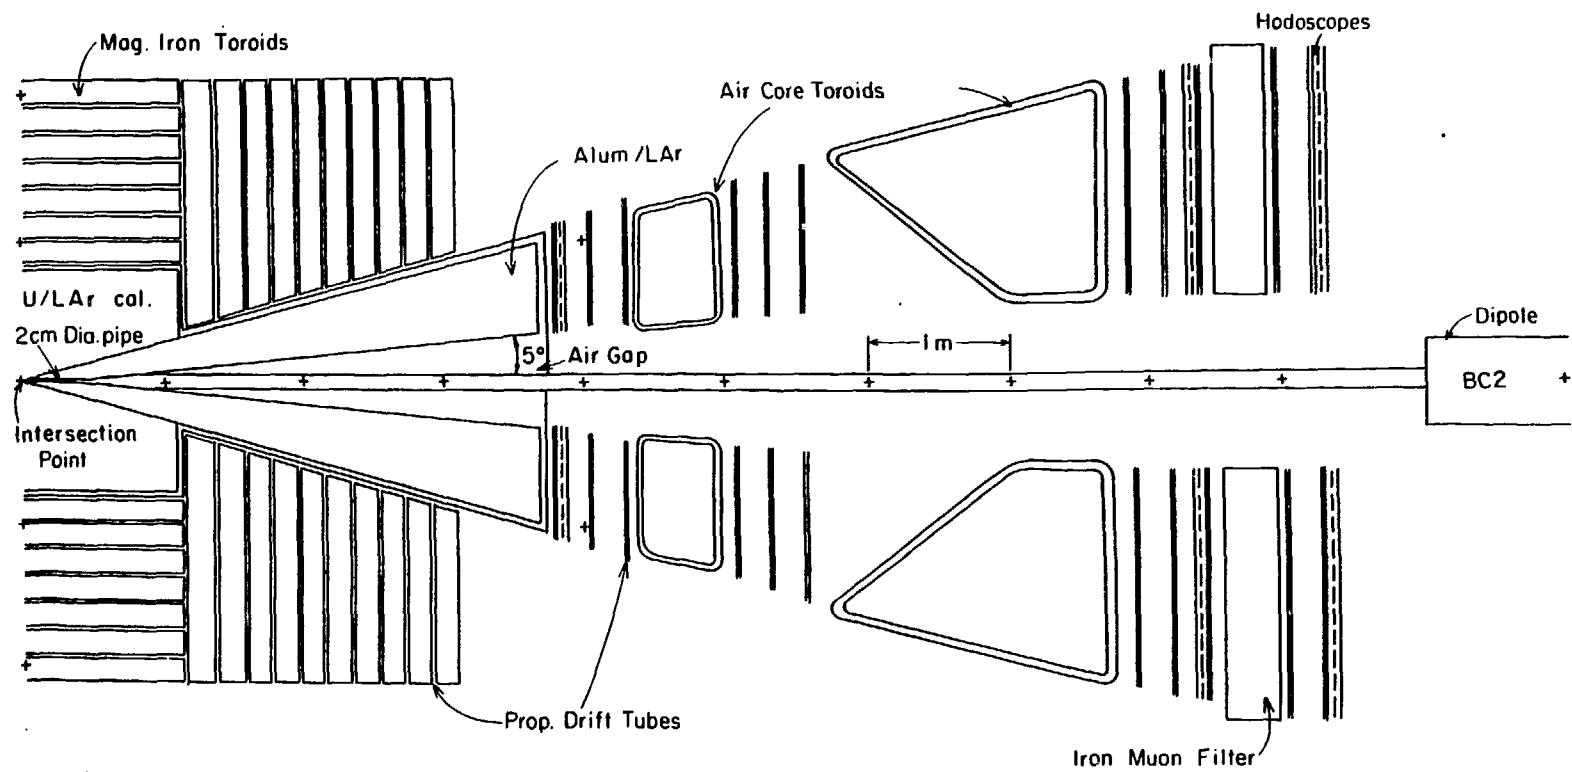 Hodoscopes
Mag. Iron Toroids
Air Core Toroids
Alum/LAr
U/LAr cal.
2cm Dia. pipe
5°
Air Gap
1m
Dipole
BC2
Intersection
Point
Prop. Drift Tubes
Iron Muon Filter